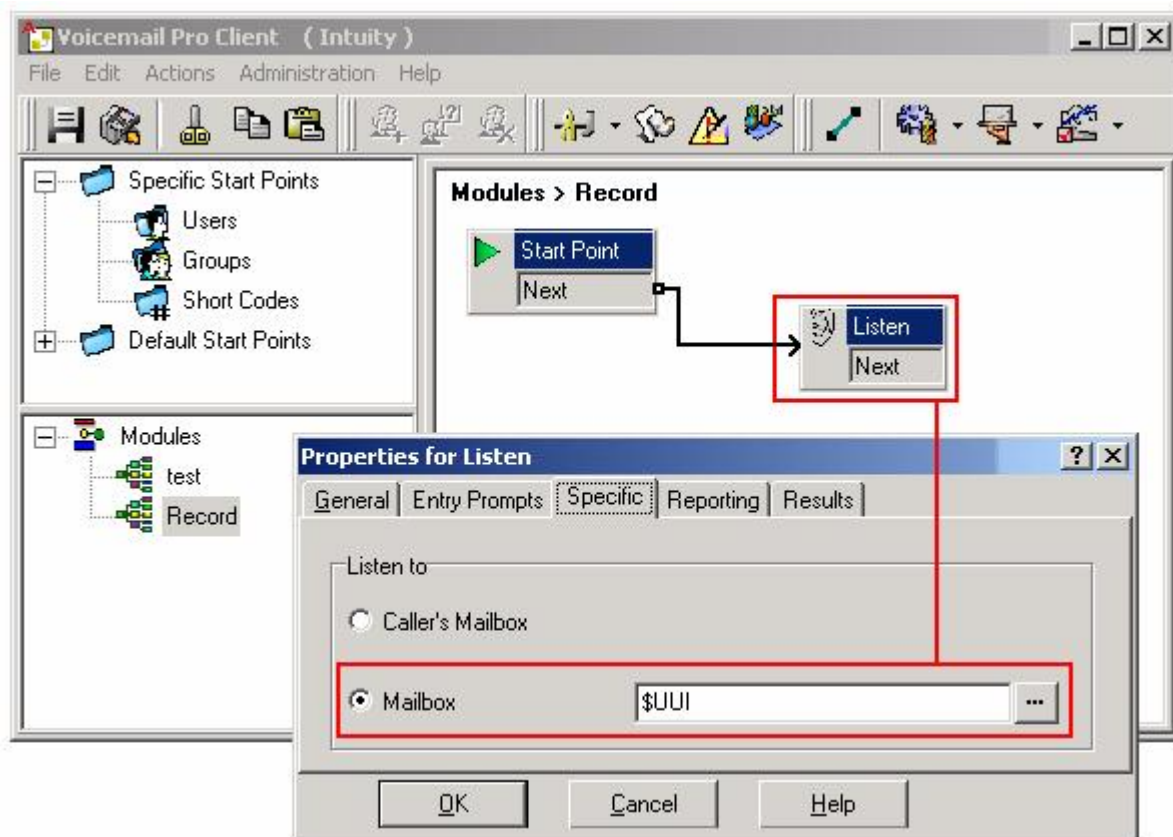 Voicemail Pro Client (Intuity)
File Edit Actions Administration Help
Specific Start Points
Users
Groups
Short Codes
Default Start Points
Modules
test
Record
Modules > Record
Start Point
Next
Listen
Next
Properties for Listen
General Entry Prompts Specific Reporting Results
Listen to
Caller's Mailbox
Mailbox $UUI ...
OK Cancel Help